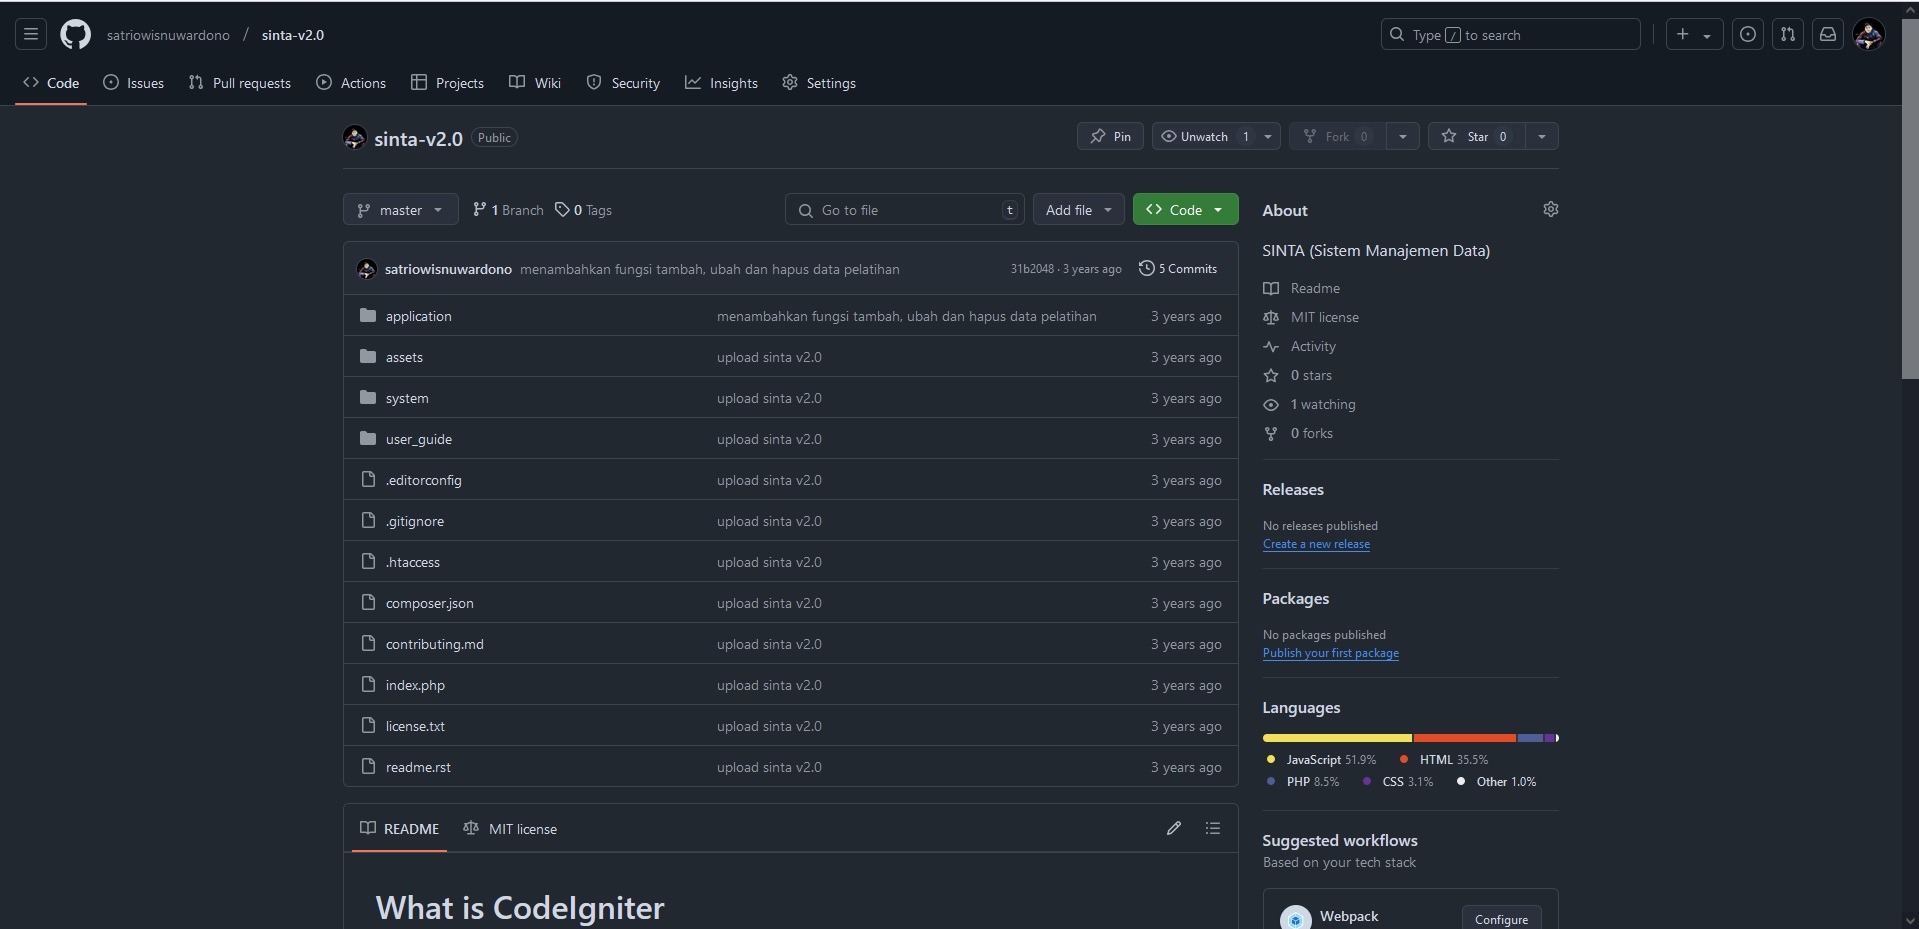 satriowisnuwardono / sinta-v2.0
Type / to search
Code Issues Pull requests Actions Projects Wiki Security Insights Settings
sinta-v2.0 Public
Pin Unwatch 1 Fork 0 Star 0
master 1 Branch 0 Tags Go to file t Add file Code
satriowisnuwardono menambahkan fungsi tambah, ubah dan hapus data pelatihan 31b2048 · 3 years ago 5 Commits
application menambahkan fungsi tambah, ubah dan hapus data pelatihan 3 years ago
assets upload sinta v2.0 3 years ago
system upload sinta v2.0 3 years ago
user_guide upload sinta v2.0 3 years ago
.editorconfig upload sinta v2.0 3 years ago
.gitignore upload sinta v2.0 3 years ago
.htaccess upload sinta v2.0 3 years ago
composer.json upload sinta v2.0 3 years ago
contributing.md upload sinta v2.0 3 years ago
index.php upload sinta v2.0 3 years ago
license.txt upload sinta v2.0 3 years ago
readme.rst upload sinta v2.0 3 years ago
README MIT license
What is CodeIgniter
About
SINTA (Sistem Manajemen Data)
Readme
MIT license
Activity
0 stars
1 watching
0 forks
Releases
No releases published
Create a new release
Packages
No packages published
Publish your first package
Languages
JavaScript 51.9% HTML 35.5%
PHP 8.5% CSS 3.1% Other 1.0%
Suggested workflows
Based on your tech stack
Webpack Configure